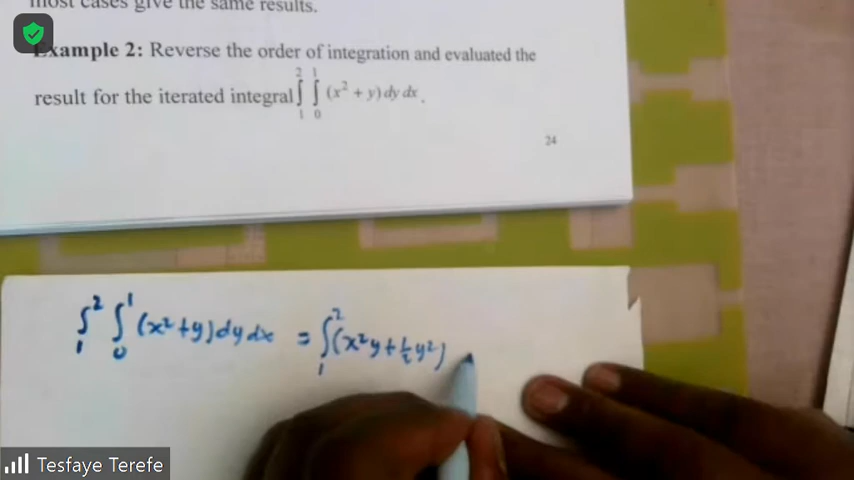 most cases give the same results.
Example 2: Reverse the order of integration and evaluated the
result for the iterated integral ∫₁² ∫₀¹ (x² + y) dy dx .
24
∫₁² ∫₀¹ (x² + y) dy dx = ∫₁² (x²y + ½y²)
Tesfaye Terefe